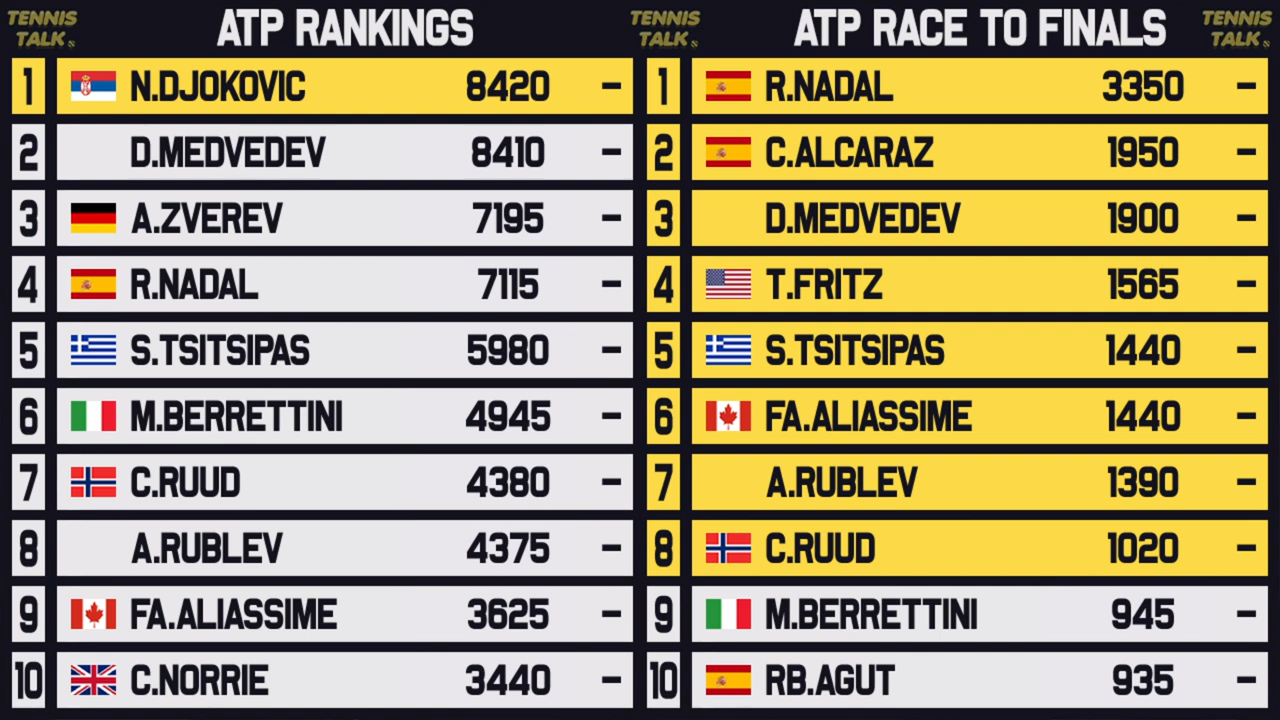 TENNIS TALK
ATP RANKINGS
1 N.DJOKOVIC 8420 -
2 D.MEDVEDEV 8410 -
3 A.ZVEREV 7195 -
4 R.NADAL 7115 -
5 S.TSITSIPAS 5980 -
6 M.BERRETTINI 4945 -
7 C.RUUD 4380 -
8 A.RUBLEV 4375 -
9 FA.ALIASSIME 3625 -
10 C.NORRIE 3440 -
TENNIS TALK
ATP RACE TO FINALS
TENNIS TALK
1 R.NADAL 3350 -
2 C.ALCARAZ 1950 -
3 D.MEDVEDEV 1900 -
4 T.FRITZ 1565 -
5 S.TSITSIPAS 1440 -
6 FA.ALIASSIME 1440 -
7 A.RUBLEV 1390 -
8 C.RUUD 1020 -
9 M.BERRETTINI 945 -
10 RB.AGUT 935 -